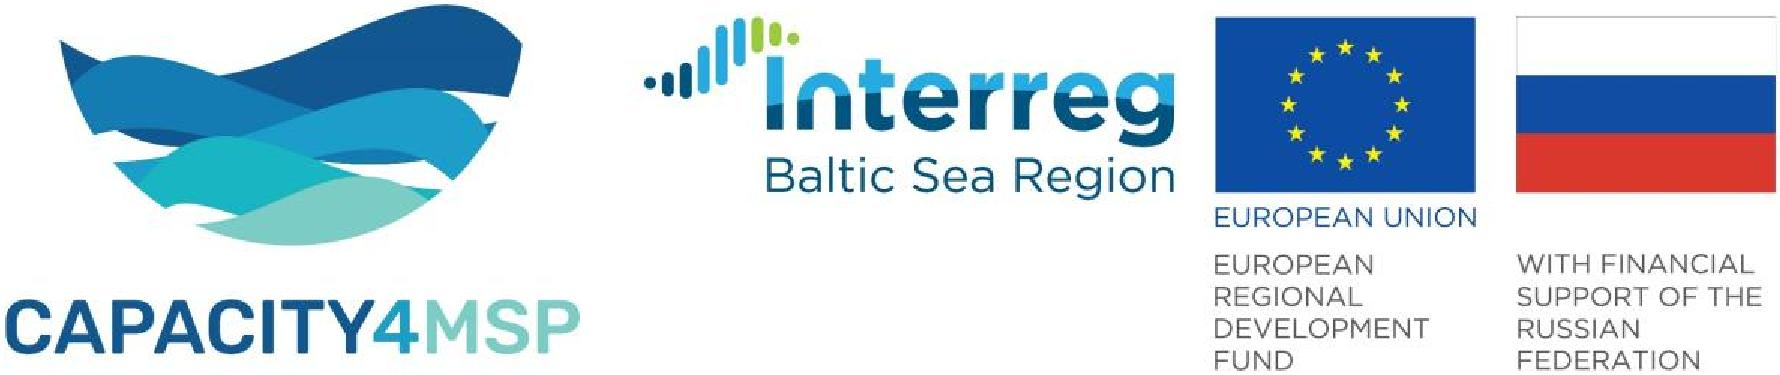 CAPACITY4MSP
Interreg
Baltic Sea Region
EUROPEAN UNION
EUROPEAN
REGIONAL
DEVELOPMENT
FUND
WITH FINANCIAL
SUPPORT OF THE
RUSSIAN
FEDERATION